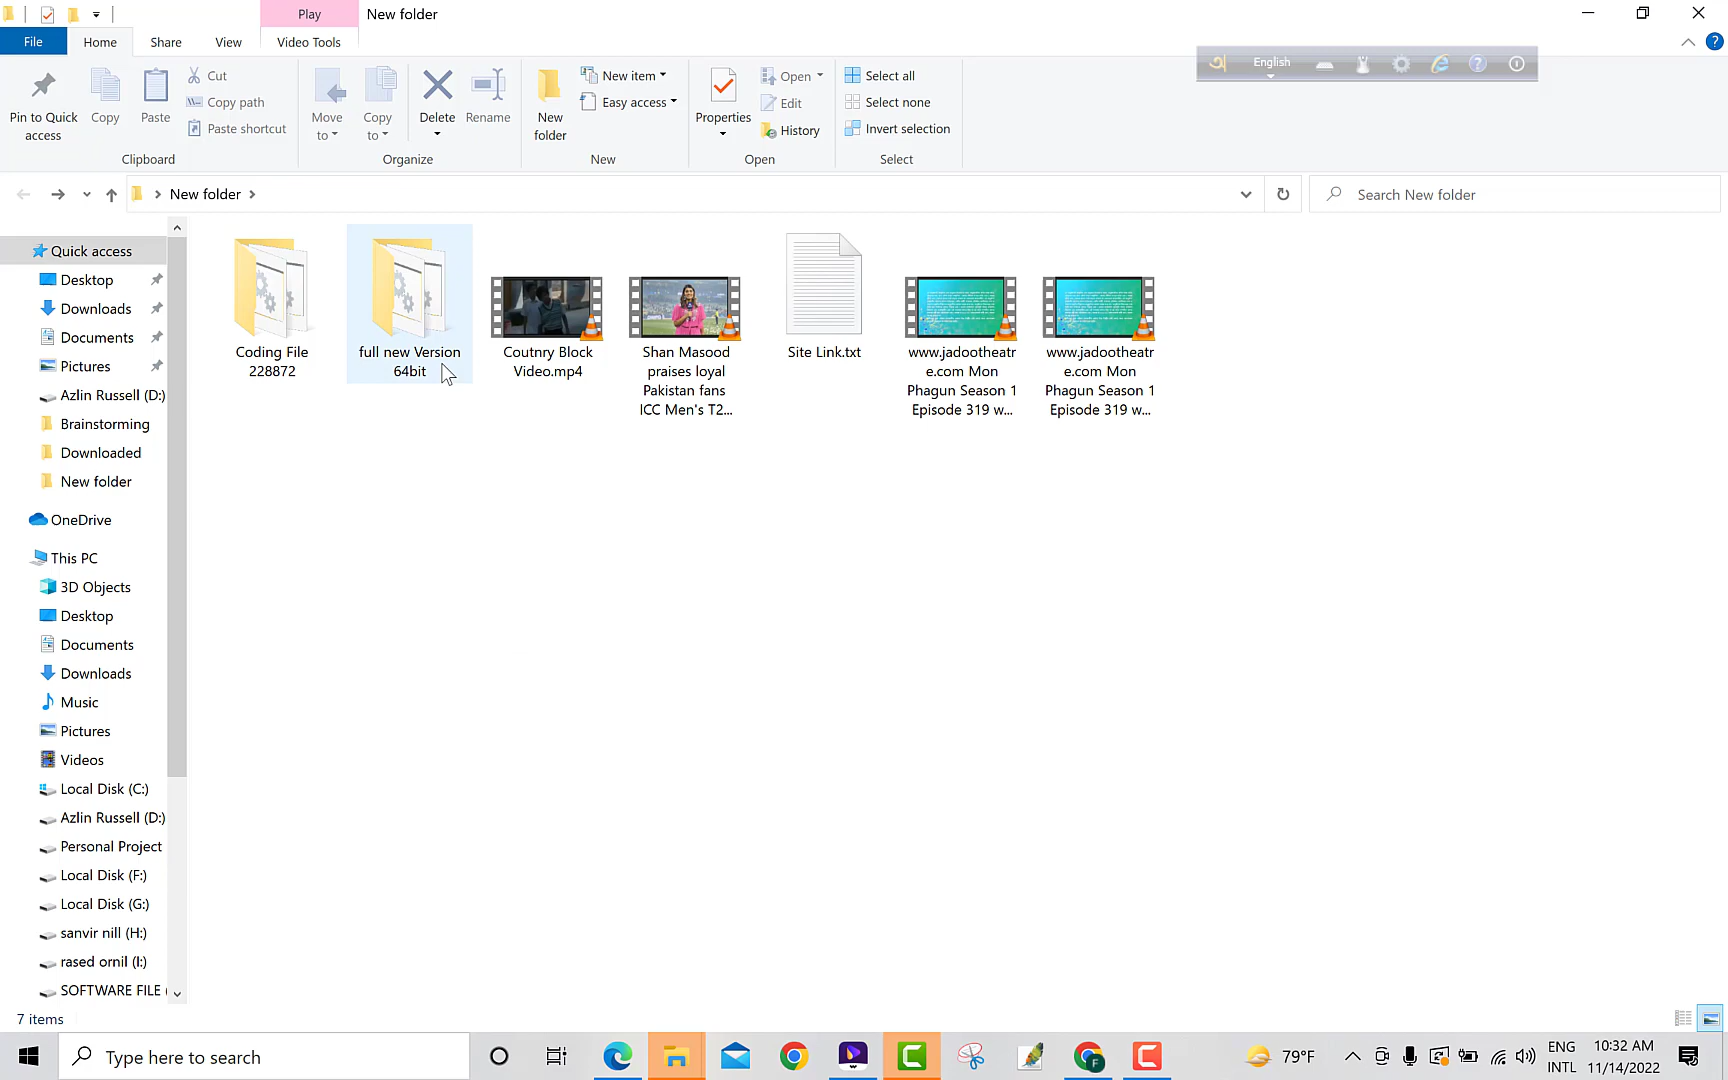 Play
New folder
File
Home
Share
View
Video Tools
English
Pin to Quick access
Copy
Paste
Cut
Copy path
Paste shortcut
Clipboard
Move to
Copy to
Delete
Rename
Organize
New folder
New item
Easy access
New
Properties
Open
Edit
History
Open
Select all
Select none
Invert selection
Select
New folder
Search New folder
Quick access
Desktop
Downloads
Documents
Pictures
Azlin Russell (D:)
Brainstorming
Downloaded
New folder
OneDrive
This PC
3D Objects
Desktop
Documents
Downloads
Music
Pictures
Videos
Local Disk (C:)
Azlin Russell (D:)
Personal Project
Local Disk (F:)
Local Disk (G:)
sanvir nill (H:)
rased ornil (I:)
SOFTWARE FILE (
Coding File
228872
full new Version
64bit
Coutnry Block
Video.mp4
Shan Masood
praises loyal
Pakistan fans
ICC Men's T2...
Site Link.txt
www.jadootheatr
e.com Mon
Phagun Season 1
Episode 319 w...
www.jadootheatr
e.com Mon
Phagun Season 1
Episode 319 w...
7 items
Type here to search
79°F
ENG
INTL
10:32 AM
11/14/2022